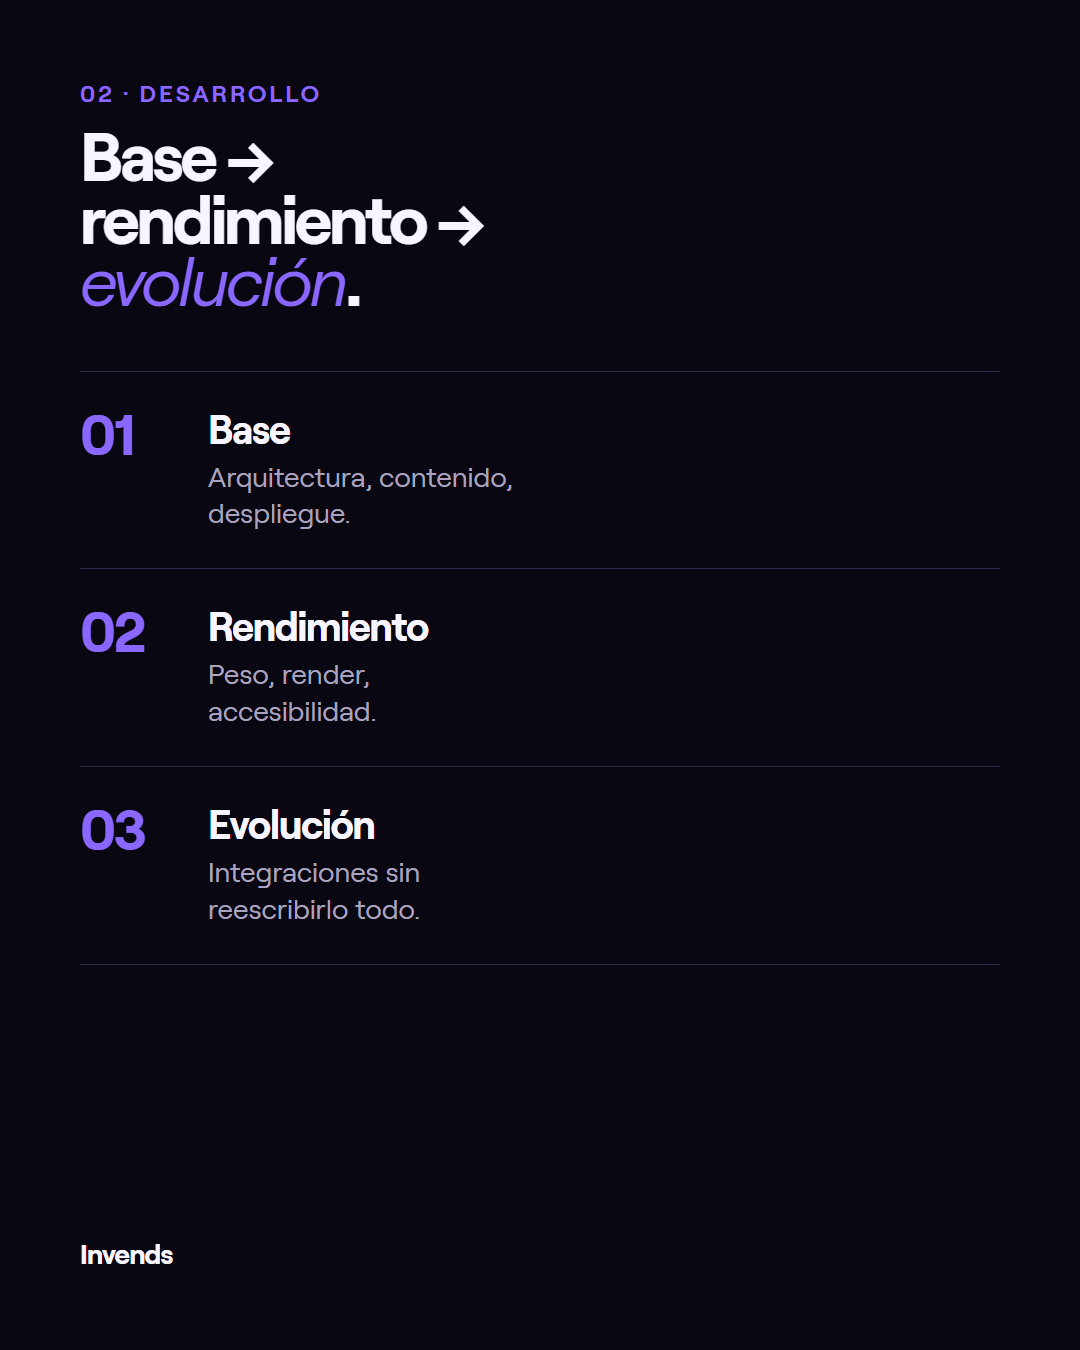 02 · DESARROLLO
Base →
rendimiento →
evolución.
01
Base
Arquitectura, contenido,
despliegue.
02
Rendimiento
Peso, render,
accesibilidad.
03
Evolución
Integraciones sin
reescribirlo todo.
Invends